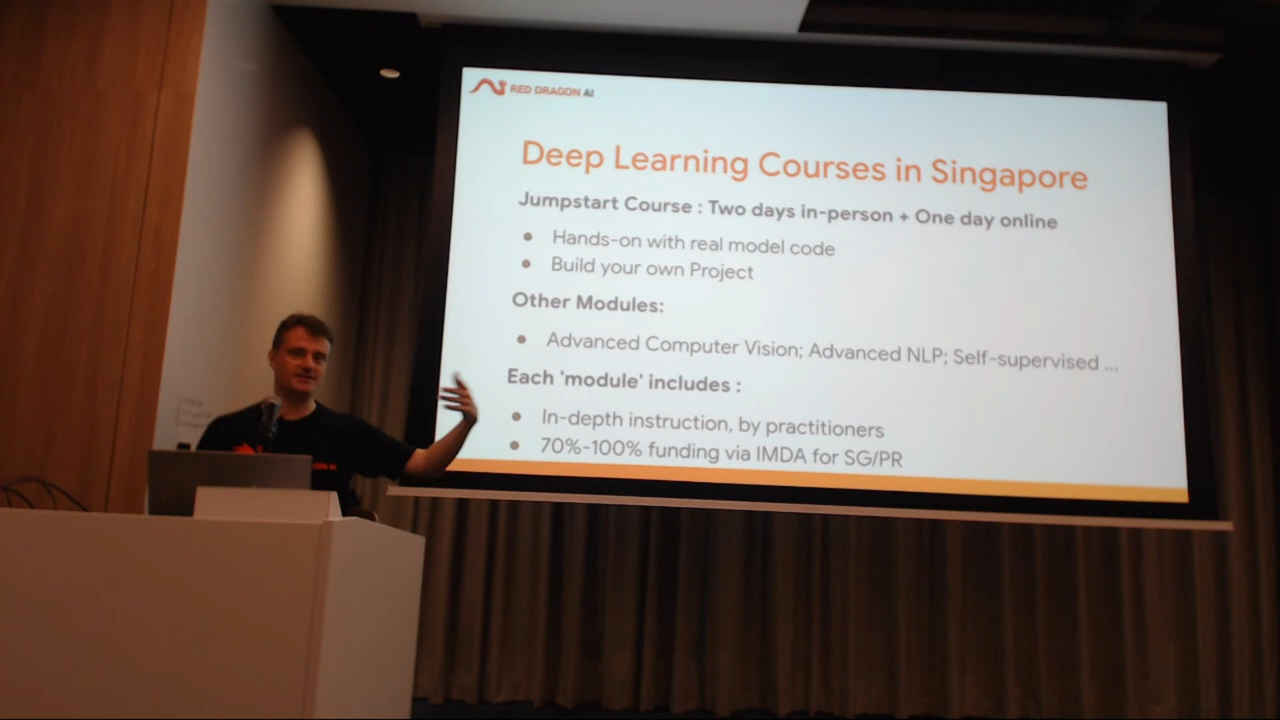 RED DRAGON AI
Deep Learning Courses in Singapore
Jumpstart Course : Two days in-person + One day online
● Hands-on with real model code
● Build your own Project
Other Modules:
● Advanced Computer Vision; Advanced NLP; Self-supervised ...
Each 'module' includes :
● In-depth instruction, by practitioners
● 70%-100% funding via IMDA for SG/PR